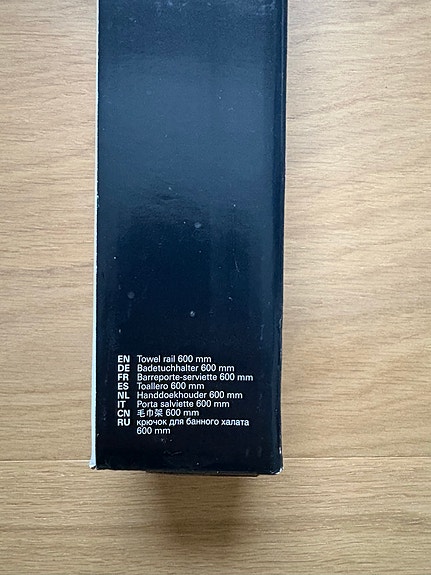 EN Towel rail 600 mm
DE Badetuchhalter 600 mm
FR Barreporte-serviette 600 mm
ES Toallero 600 mm
NL Handdoekhouder 600 mm
IT Porta salviette 600 mm
CN 毛巾架 600 mm
RU крючок для банного халата
600 mm